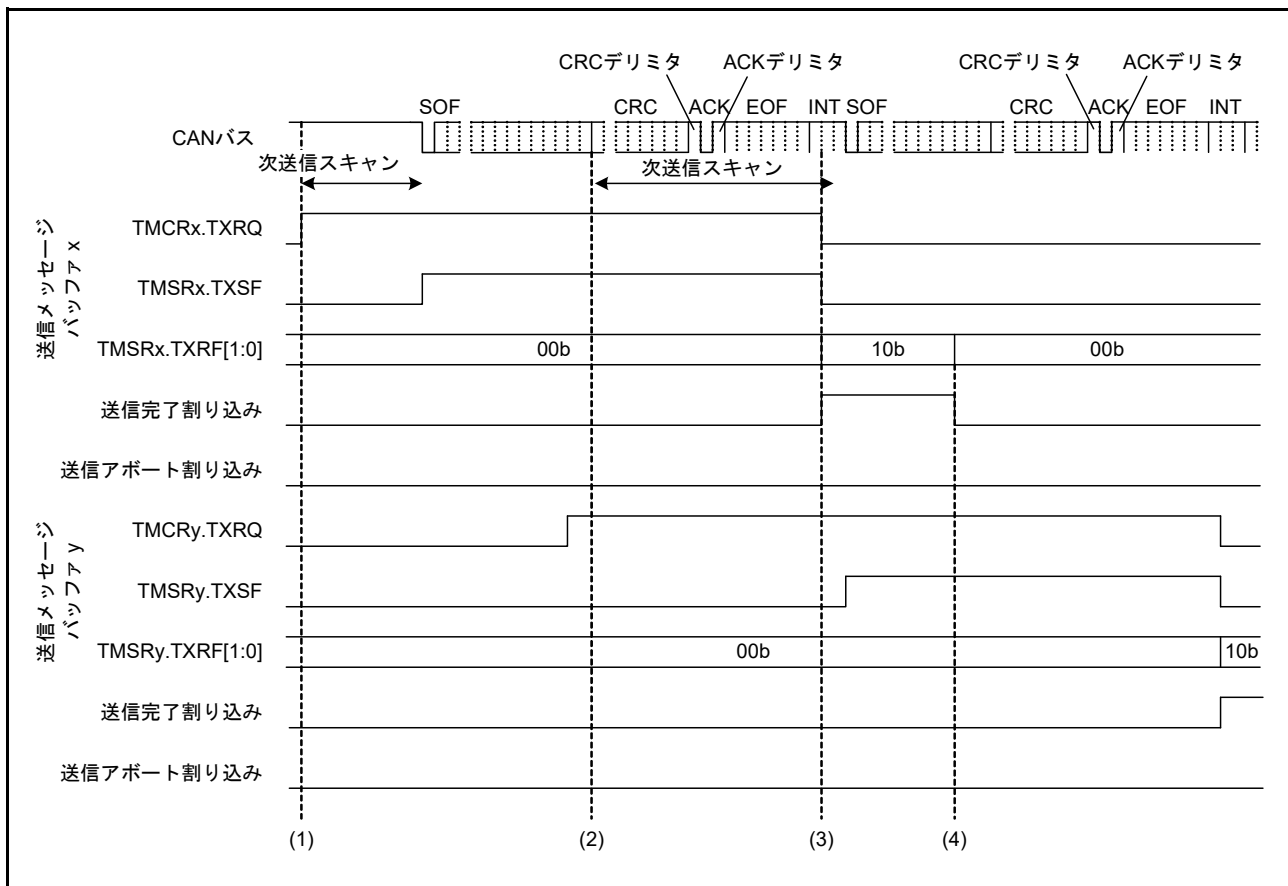 CRCデリミタ ACKデリミタ CRCデリミタ ACKデリミタ
SOF CRC ACK EOF INT SOF CRC ACK EOF INT
CANバス
次送信スキャン 次送信スキャン
送信メッセージ
バッファ x
TMCRx.TXRQ
TMSRx.TXSF
TMSRx.TXRF[1:0] 00b 10b 00b
送信完了割り込み
送信アボート割り込み
送信メッセージ
バッファ y
TMCRy.TXRQ
TMSRy.TXSF
TMSRy.TXRF[1:0] 00b 10b
送信完了割り込み
送信アボート割り込み
(1) (2) (3) (4)